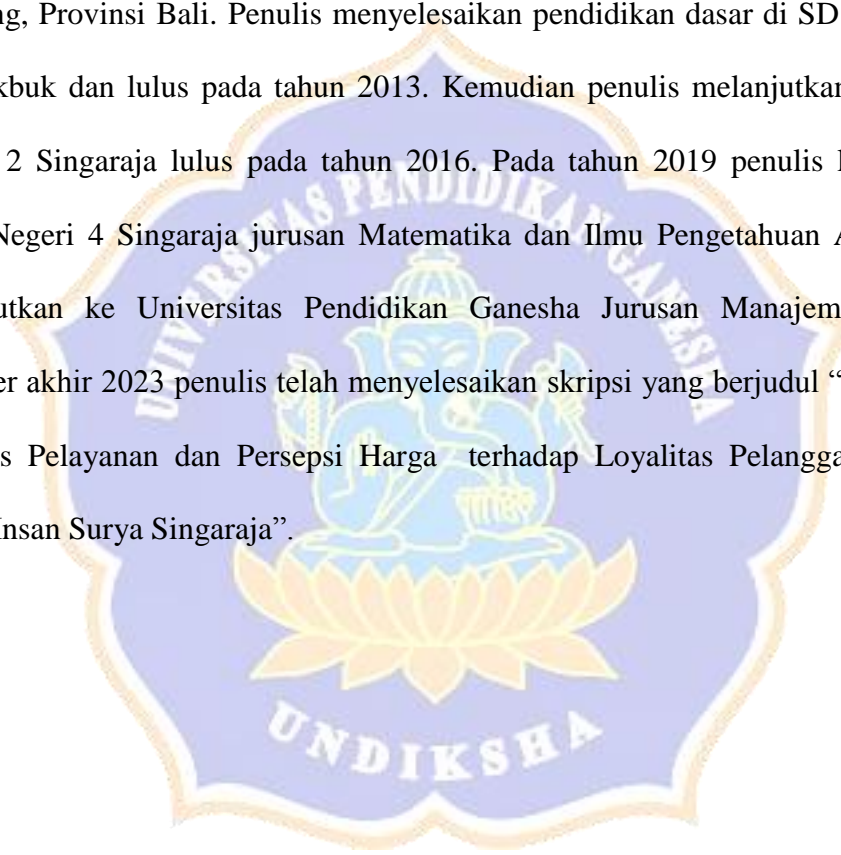 ng, Provinsi Bali. Penulis menyelesaikan pendidikan dasar di SD
kbuk dan lulus pada tahun 2013. Kemudian penulis melanjutkan
2 Singaraja lulus pada tahun 2016. Pada tahun 2019 penulis
Negeri 4 Singaraja jurusan Matematika dan Ilmu Pengetahuan A
utkan ke Universitas Pendidikan Ganesha Jurusan Manajem
er akhir 2023 penulis telah menyelesaikan skripsi yang berjudul “
s Pelayanan dan Persepsi Harga terhadap Loyalitas Pelangga
Insan Surya Singaraja”.
UNIVERSITAS PENDIDIKAN GANESHA
UNDIKSHA